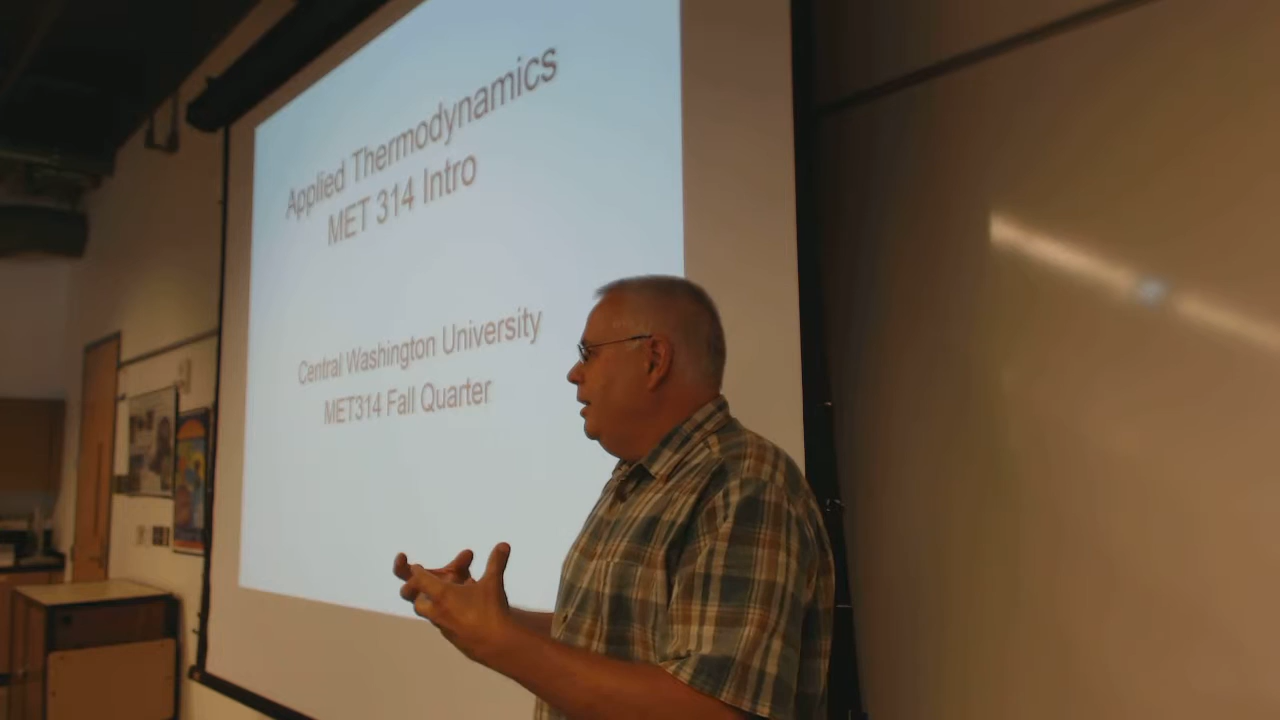 Applied Thermodynamics
MET 314 Intro
Central Washington University
MET314 Fall Quarter